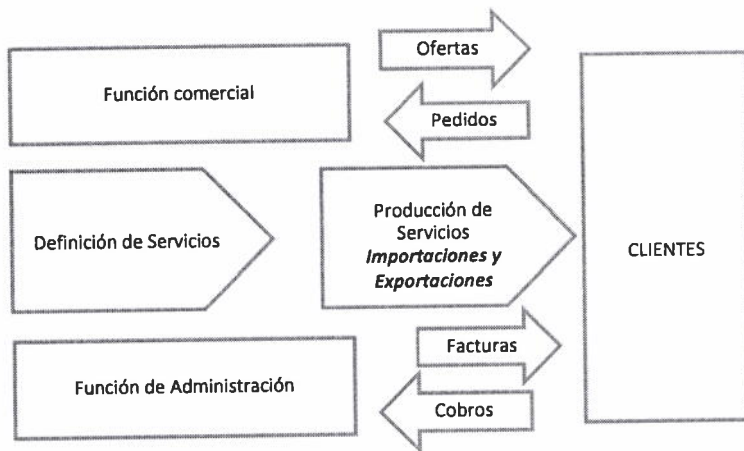 Ofertas
Función comercial
Pedidos
Definición de Servicios
Producción de
Servicios
Importaciones y
Exportaciones
CLIENTES
Facturas
Función de Administración
Cobros